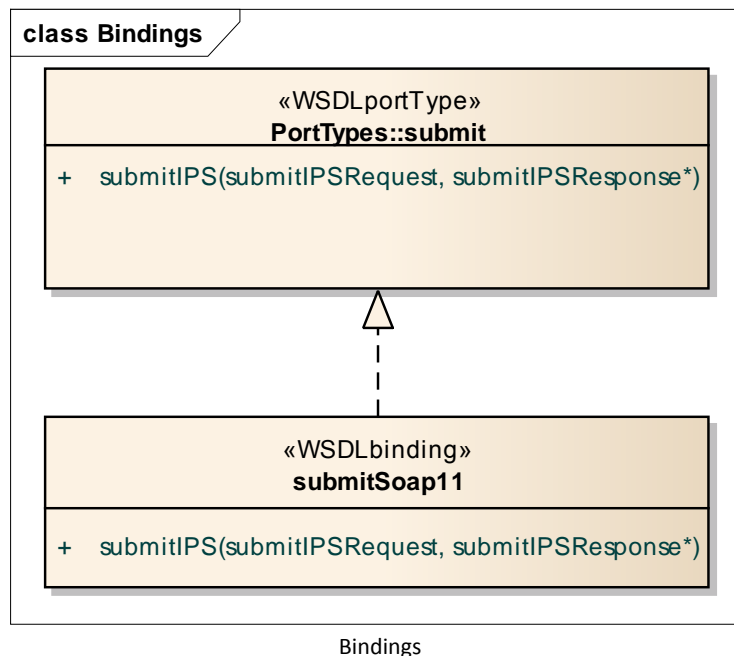 class Bindings
«WSDLportType»
PortTypes::submit
+ submitIPS(submitIPSRequest, submitIPSResponse*)
«WSDLbinding»
submitSoap11
+ submitIPS(submitIPSRequest, submitIPSResponse*)
Bindings